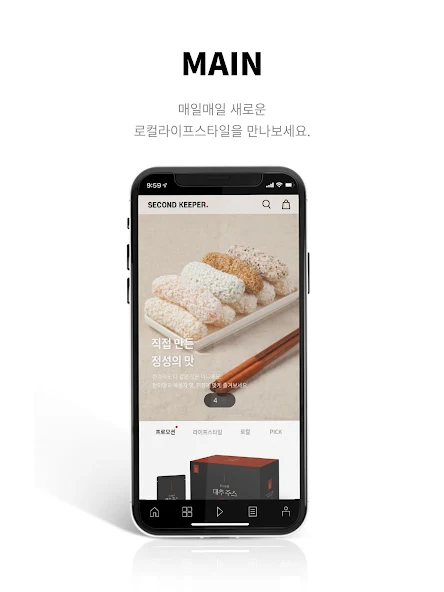 MAIN
매일매일 새로운
로컬라이프스타일을 만나보세요.
9:59
SECOND KEEPER.
직접 만든
정성의 맛
4
프로모션 라이프스타일 로컬 PICK
대추 주스